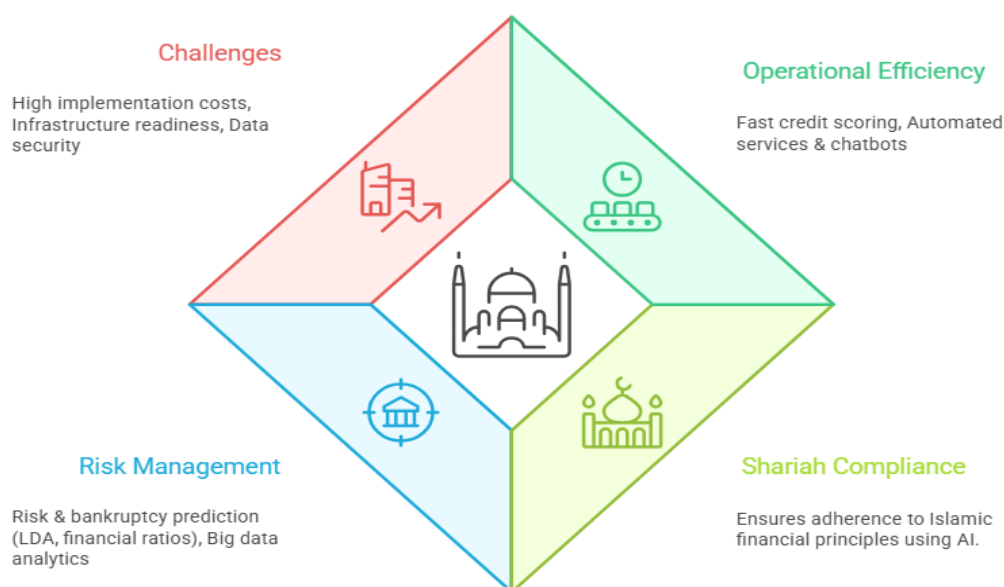 Challenges
High implementation costs,
Infrastructure readiness, Data
security
Operational Efficiency
Fast credit scoring, Automated
services & chatbots
Risk Management
Risk & bankruptcy prediction
(LDA, financial ratios), Big data
analytics
Shariah Compliance
Ensures adherence to Islamic
financial principles using AI.